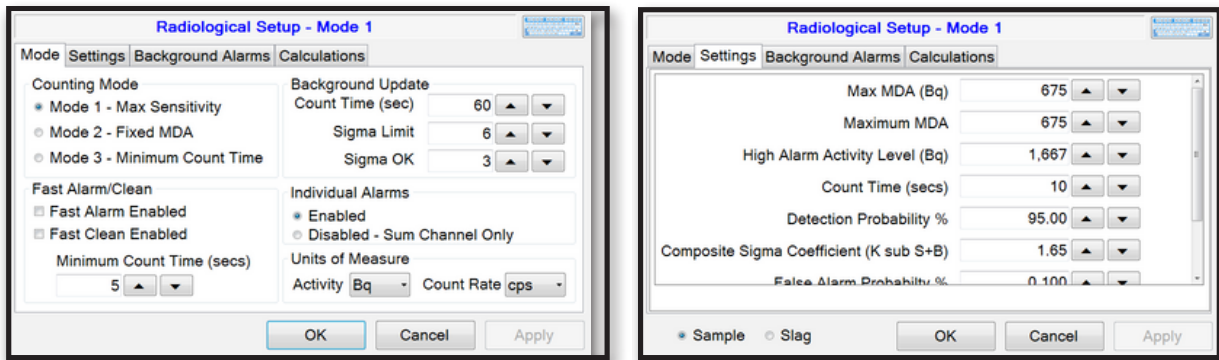 Radiological Setup - Mode 1
Mode Settings Background Alarms Calculations
Counting Mode
Mode 1 - Max Sensitivity
Mode 2 - Fixed MDA
Mode 3 - Minimum Count Time
Background Update
Count Time (sec) 60
Sigma Limit 6
Sigma OK 3
Fast Alarm/Clean
Fast Alarm Enabled
Fast Clean Enabled
Minimum Count Time (secs)
5
Individual Alarms
Enabled
Disabled - Sum Channel Only
Units of Measure
Activity Bq Count Rate cps
OK Cancel Apply
Radiological Setup - Mode 1
Mode Settings Background Alarms Calculations
Max MDA (Bq) 675
Maximum MDA 675
High Alarm Activity Level (Bq) 1,667
Count Time (secs) 10
Detection Probability % 95.00
Composite Sigma Coefficient (K sub S+B) 1.65
False Alarm Probabilty % 0.100
Sample Slag OK Cancel Apply